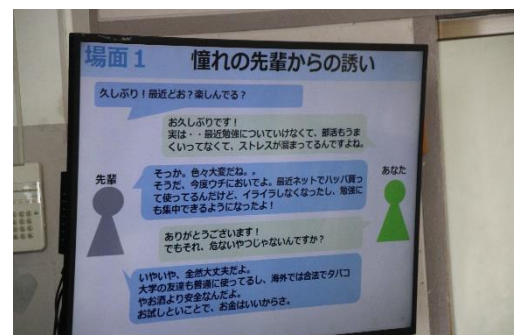 場面1 憧れの先輩からの誘い
久しぶり！最近どお？楽しんでる？
お久しぶりです！
実は・・最近勉強についていけなくて、部活もうま
くいってなくて、ストレスが溜まってるんですよね。
先輩
あなた
そっか。色々大変だね。。
そうだ、今度ウチにおいでよ。最近ネットでハッパ買っ
て使ってるんだけど、イライラしなくなったし、勉強に
も集中できるようになったよ！
ありがとうございます！
でもそれ、危ないやつじゃないんですか？
いやいや、全然大丈夫だよ。
大学の友達も普通に使ってるし、海外では合法でタバコ
やお酒より安全なんだよ。
お試しといことで、お金はいいからさ。